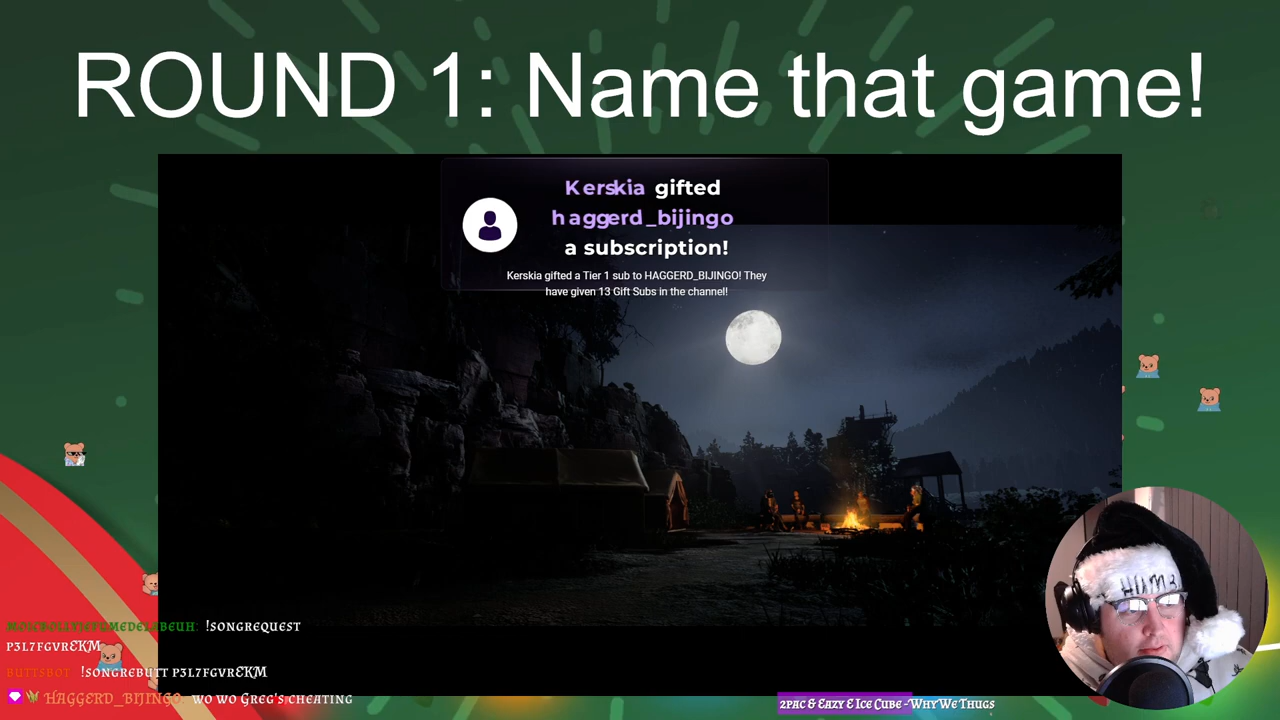 ROUND 1: Name that game!
Kerskia gifted
haggerd_bijingo
a subscription!
Kerskia gifted a Tier 1 sub to HAGGERD_BIJINGO! They
have given 13 Gift Subs in the channel!
HUM3
!SONGREQUEST
P3L7FGVREKM
BUTTSBOT: !SONGREBUTT P3L7FGVREKM
HAGGERD_BIJINGO: WO WO GREG'S CHEATING
2PAC & EAZY E ICE CUBE - WHY WE THUGS